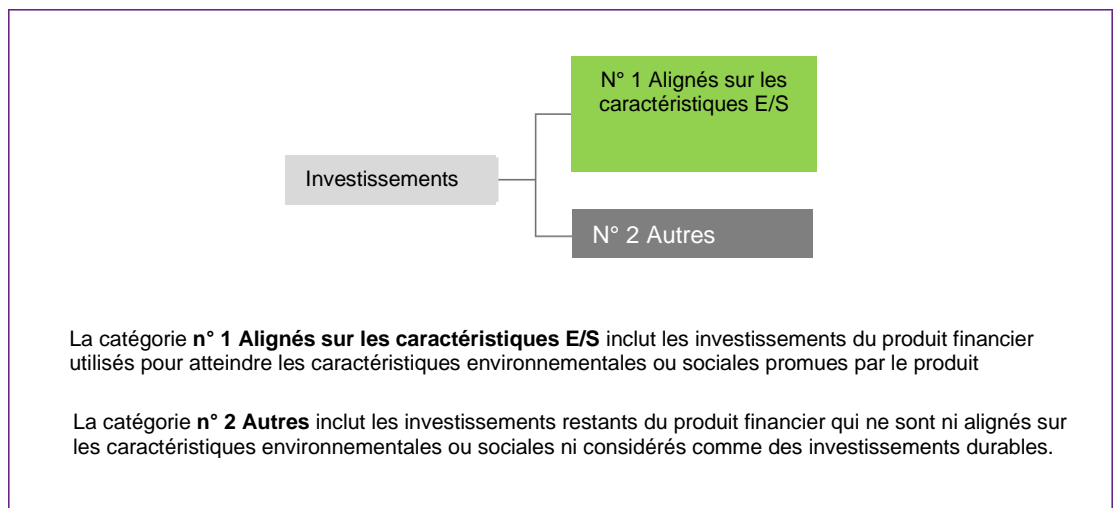 N° 1 Alignés sur les
caractéristiques E/S
Investissements
N° 2 Autres
La catégorie n° 1 Alignés sur les caractéristiques E/S inclut les investissements du produit financier
utilisés pour atteindre les caractéristiques environnementales ou sociales promues par le produit
La catégorie n° 2 Autres inclut les investissements restants du produit financier qui ne sont ni alignés sur
les caractéristiques environnementales ou sociales ni considérés comme des investissements durables.